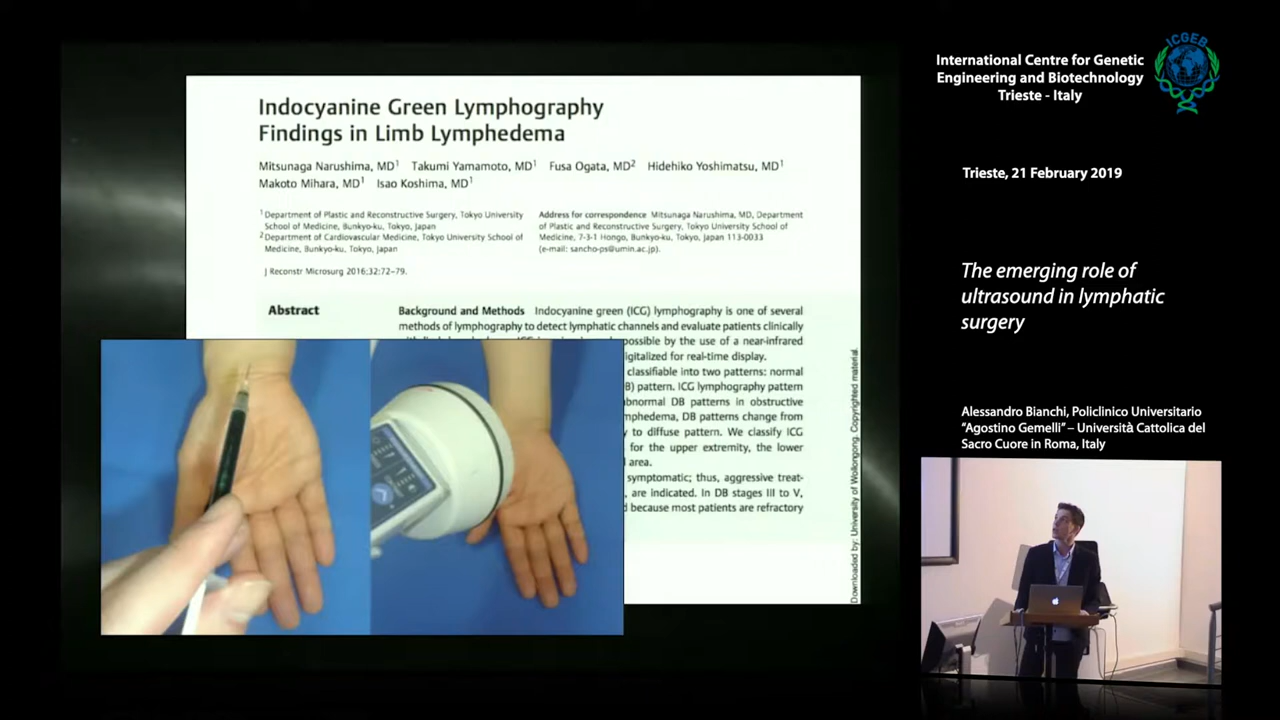 Indocyanine Green Lymphography
Findings in Limb Lymphedema
Mitsunaga Narushima, MD1 Takumi Yamamoto, MD1 Fusa Ogata, MD2 Hidehiko Yoshimatsu, MD1
Makoto Mihara, MD1 Isao Koshima, MD1
1 Department of Plastic and Reconstructive Surgery, Tokyo University
School of Medicine, Bunkyo-ku, Tokyo, Japan
2 Department of Cardiovascular Medicine, Tokyo University School of
Medicine, Bunkyo-ku, Tokyo, Japan
Address for correspondence Mitsunaga Narushima, MD, Department
of Plastic and Reconstructive Surgery, Tokyo University School of
Medicine, 7-3-1 Hongo, Bunkyo-ku, Tokyo, Japan 113-0033
(e-mail: sancho-ps@umin.ac.jp).
J Reconstr Microsurg 2016;32:72–79.
Abstract
Background and Methods Indocyanine green (ICG) lymphography is one of several
methods of lymphography to detect lymphatic channels and evaluate patients clinically
possible by the use of a near-infrared
igitalized for real-time display.
classifiable into two patterns: normal
B) pattern. ICG lymphography pattern
bnormal DB patterns in obstructive
mphedema, DB patterns change from
y to diffuse pattern. We classify ICG
for the upper extremity, the lower
l area.
symptomatic; thus, aggressive treat-
, are indicated. In DB stages III to V,
d because most patients are refractory
Downloaded by: University of Wollongong. Copyrighted material.
International Centre for Genetic
Engineering and Biotechnology
Trieste - Italy
ICGEB
Trieste, 21 February 2019
The emerging role of
ultrasound in lymphatic
surgery
Alessandro Bianchi, Policlinico Universitario
“Agostino Gemelli” – Università Cattolica del
Sacro Cuore in Roma, Italy